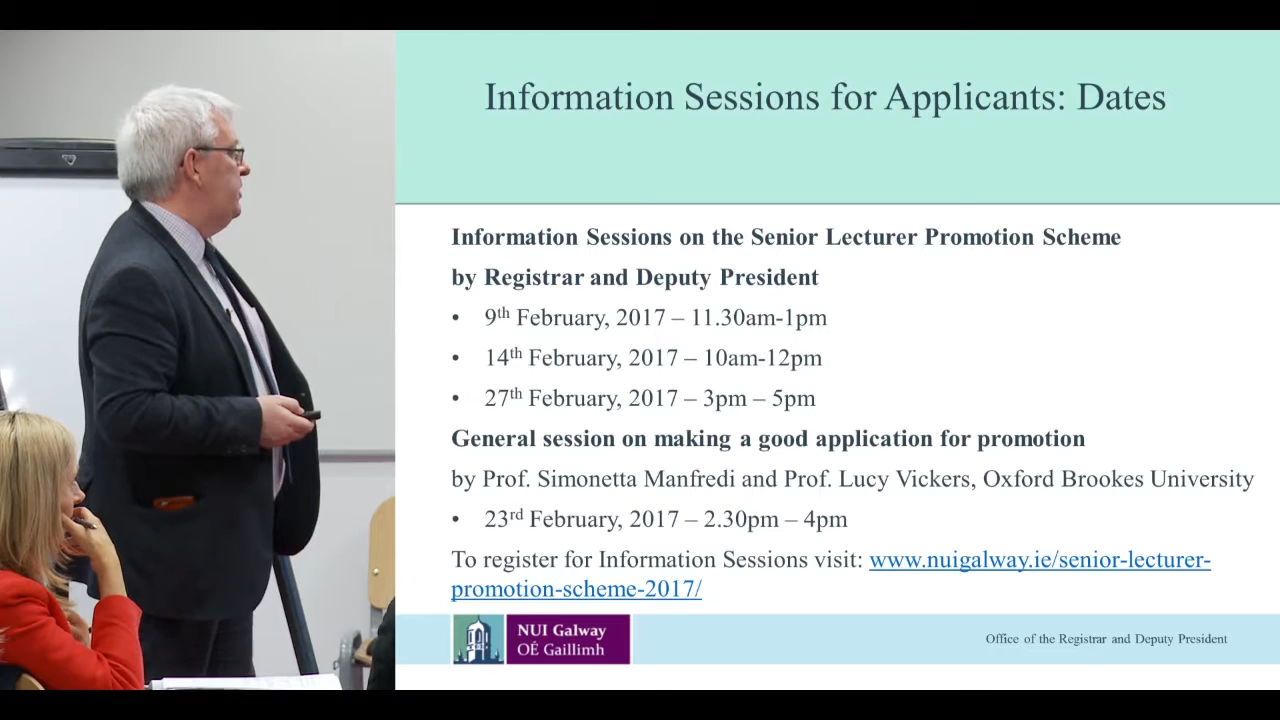 Information Sessions for Applicants: Dates
Information Sessions on the Senior Lecturer Promotion Scheme
by Registrar and Deputy President
• 9th February, 2017 – 11.30am-1pm
• 14th February, 2017 – 10am-12pm
• 27th February, 2017 – 3pm – 5pm
General session on making a good application for promotion
by Prof. Simonetta Manfredi and Prof. Lucy Vickers, Oxford Brookes University
• 23rd February, 2017 – 2.30pm – 4pm
To register for Information Sessions visit: www.nuigalway.ie/senior-lecturer-
promotion-scheme-2017/
NUI Galway
OÉ Gaillimh
Office of the Registrar and Deputy President